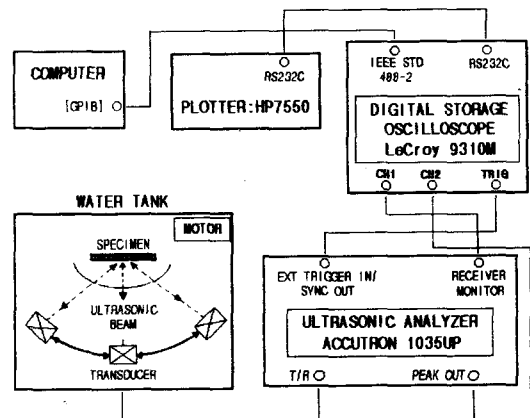 COMPUTER
[GPIB]
RS232C
PLOTTER:HP7550
IEEE STD
488-2
RS232C
DIGITAL STORAGE
OSCILLOSCOPE
LeCroy 9310M
CH1
CH2
TRIG
WATER TANK
MOTOR
SPECIMEN
ULTRASONIC
BEAM
TRANSDUCER
EXT TRIGGER IN/
SYNC OUT
RECEIVER
MONITOR
ULTRASONIC ANALYZER
ACCUTRON 1035UP
T/R
PEAK OUT